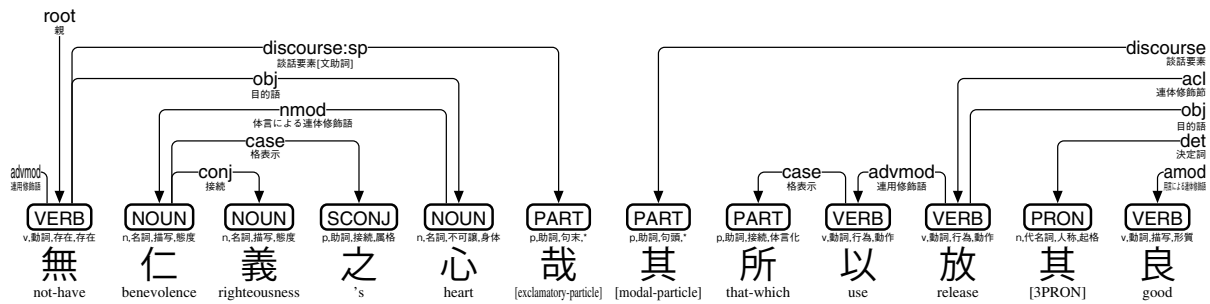 root
親
discourse:sp
談話要素[文助詞]
discourse
談話要素
obj
目的語
acl
連体修飾節
nmod
体言による連体修飾語
obj
目的語
case
格表示
det
決定詞
advmod
連用修飾語
conj
接続
case
格表示
advmod
連用修飾語
amod
用言による連体修飾語
VERB NOUN NOUN SCONJ NOUN PART PART PART VERB VERB PRON VERB
v,動詞,存在,存在 n,名詞,描写,態度 n,名詞,描写,態度 p,助詞,接続,属格 n,名詞,不可譲,身体 p,助詞,句末,* p,助詞,句頭,* p,助詞,接続,体言化 v,動詞,行為,動作 v,動詞,行為,動作 n,代名詞,人称,起格 v,動詞,描写,形質
無 仁 義 之 心 哉 其 所 以 放 其 良
not-have benevolence righteousness 's heart [exclamatory-particle] [modal-particle] that-which use release [3PRON] good